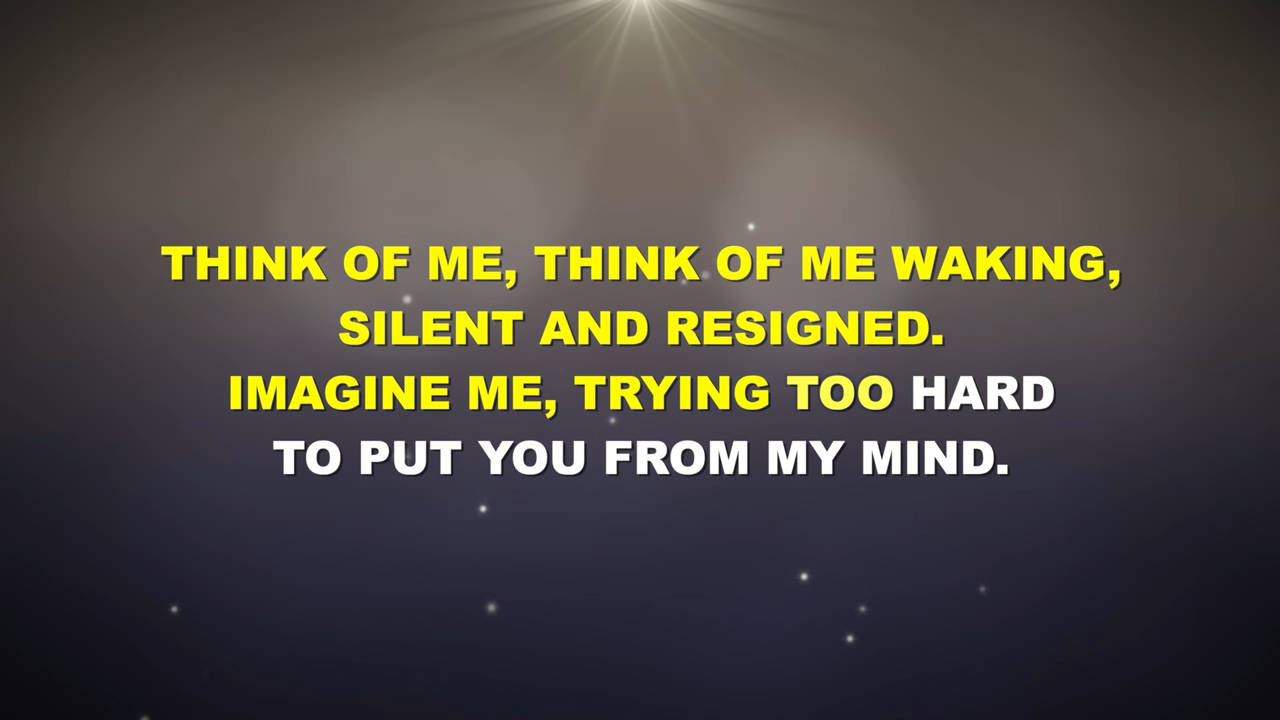 THINK OF ME, THINK OF ME WAKING,
SILENT AND RESIGNED.
IMAGINE ME, TRYING TOO HARD
TO PUT YOU FROM MY MIND.